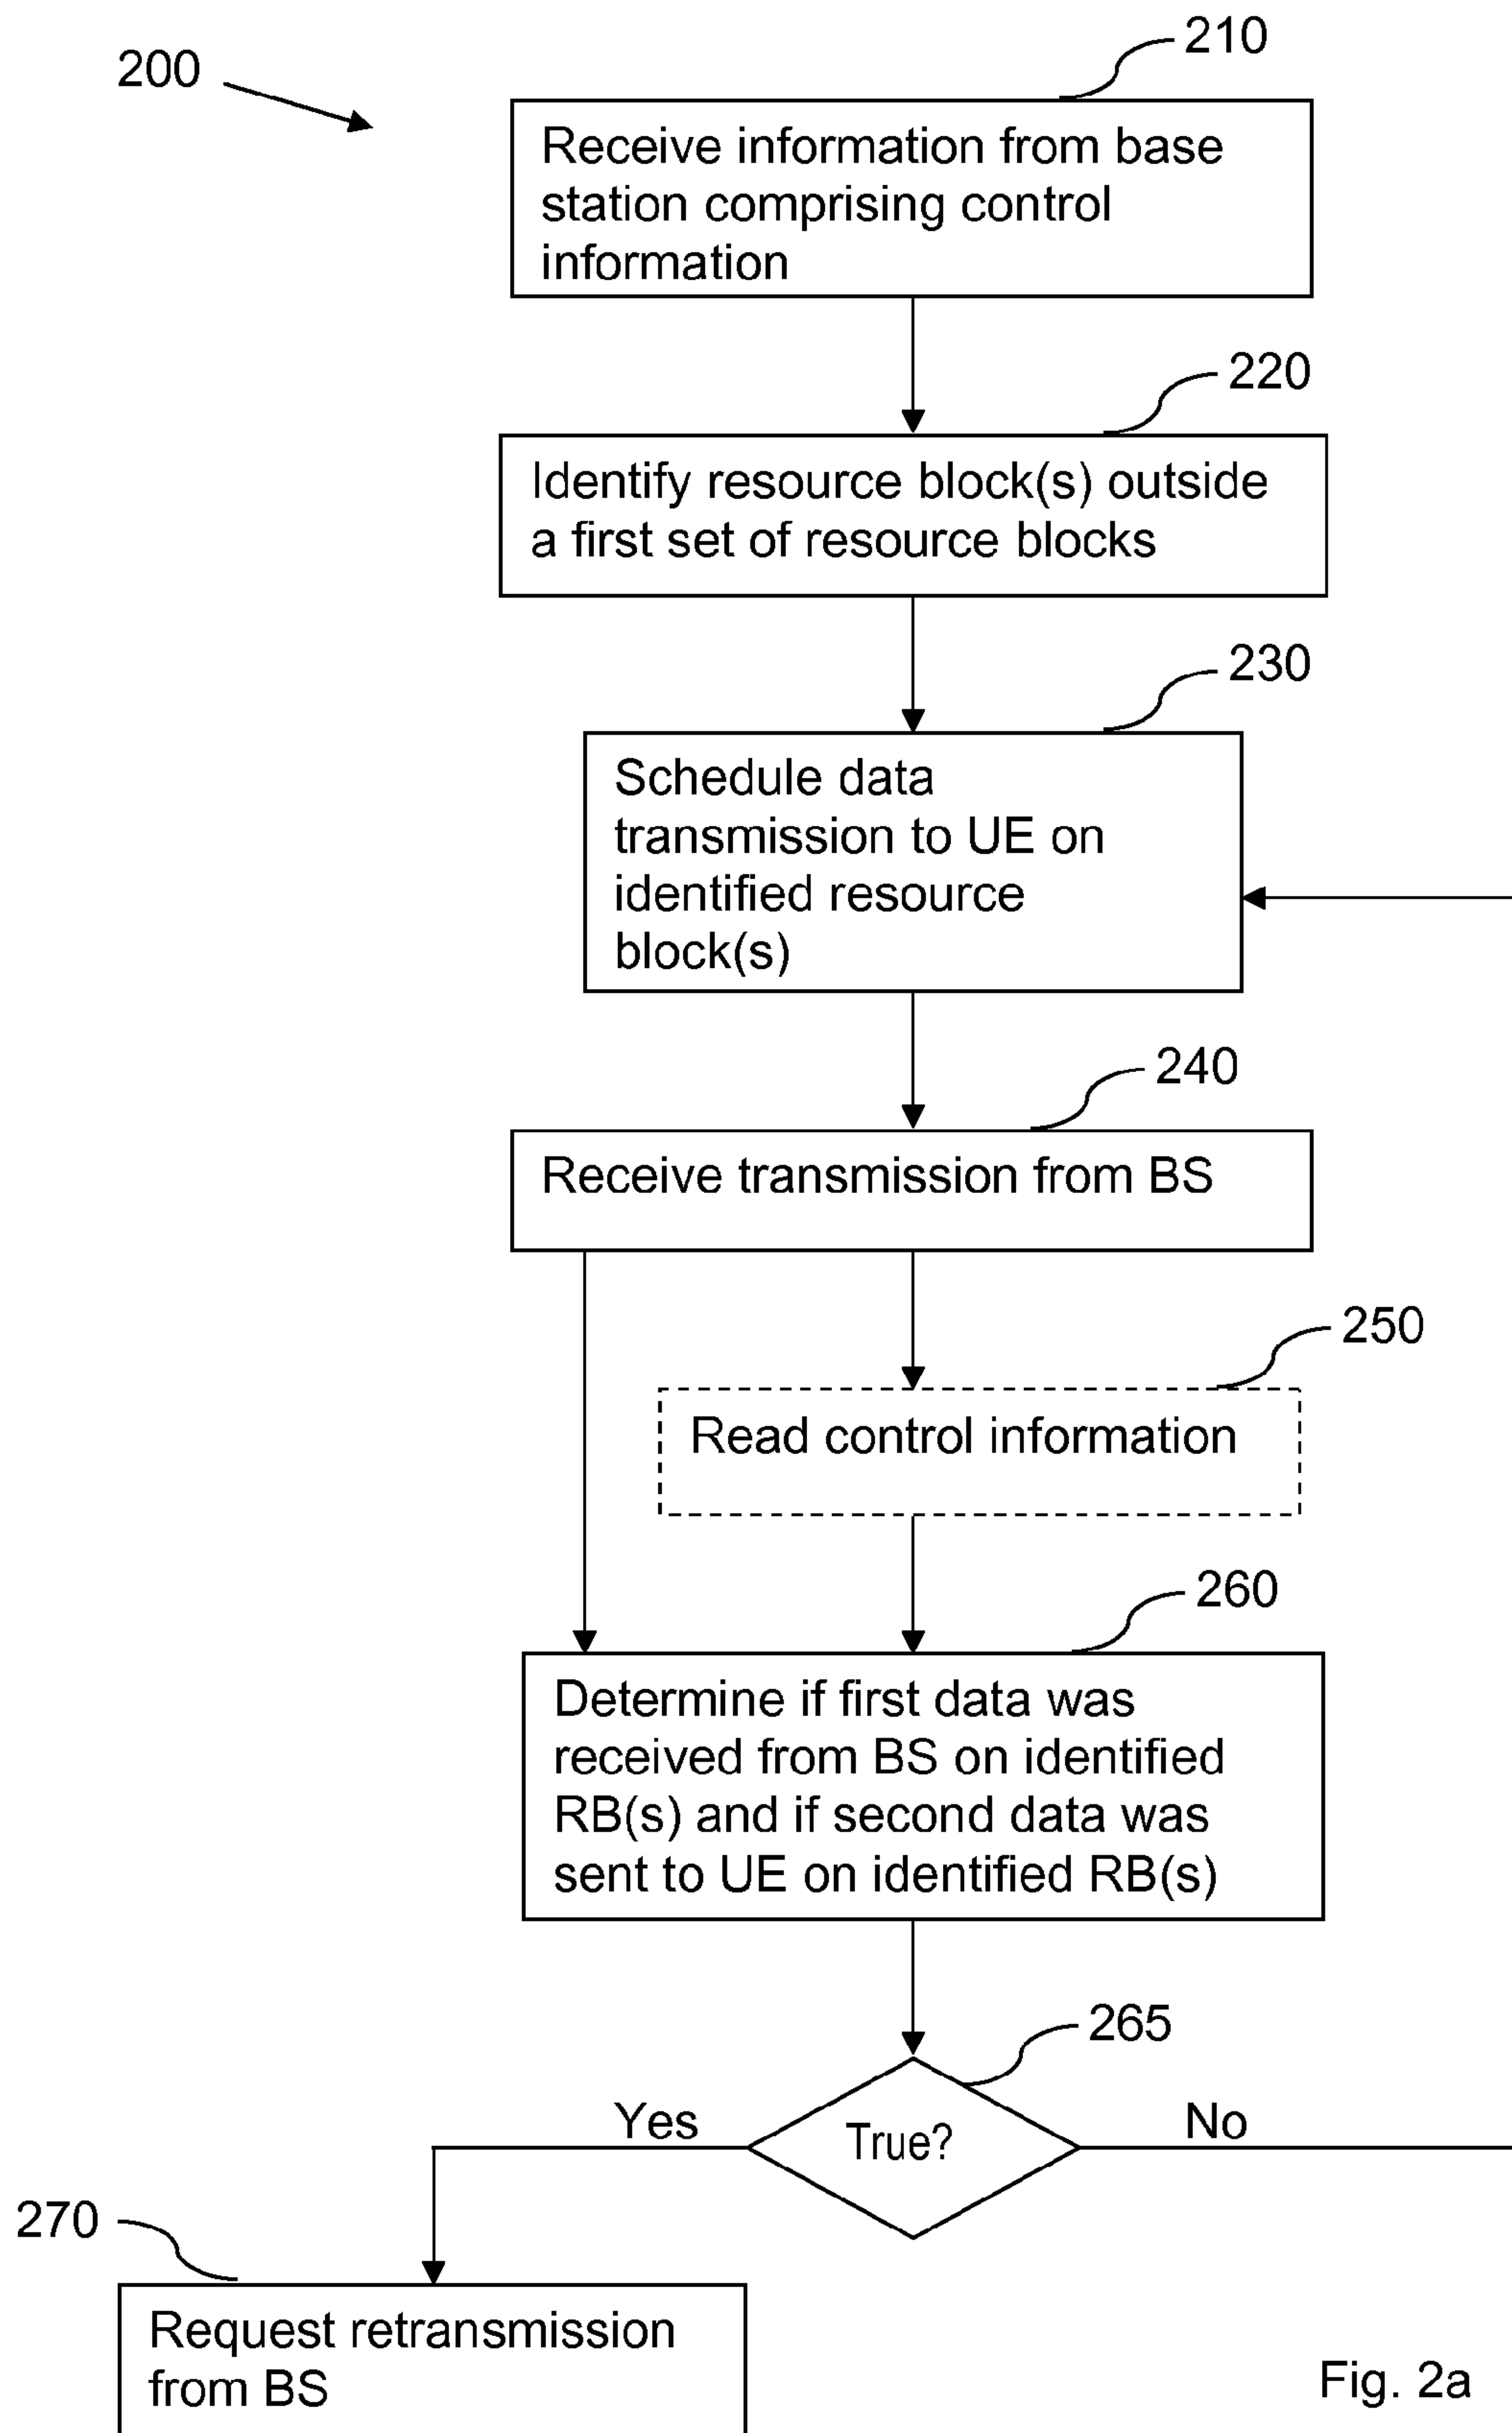 200
210
Receive information from base
station comprising control
information
220
Identify resource block(s) outside
a first set of resource blocks
230
Schedule data
transmission to UE on
identified resource
block(s)
240
Receive transmission from BS
250
Read control information
260
Determine if first data was
received from BS on identified
RB(s) and if second data was
sent to UE on identified RB(s)
265
Yes
True?
No
270
Request retransmission
from BS
Fig. 2a